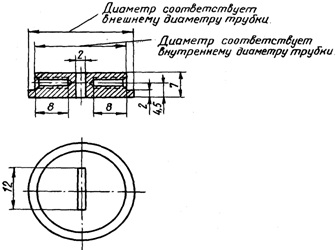 Диаметр соответствует
внешнему диаметру трубки
Диаметр соответствует
внутреннему диаметру трубки
2
8
8
2
4,5
7
12